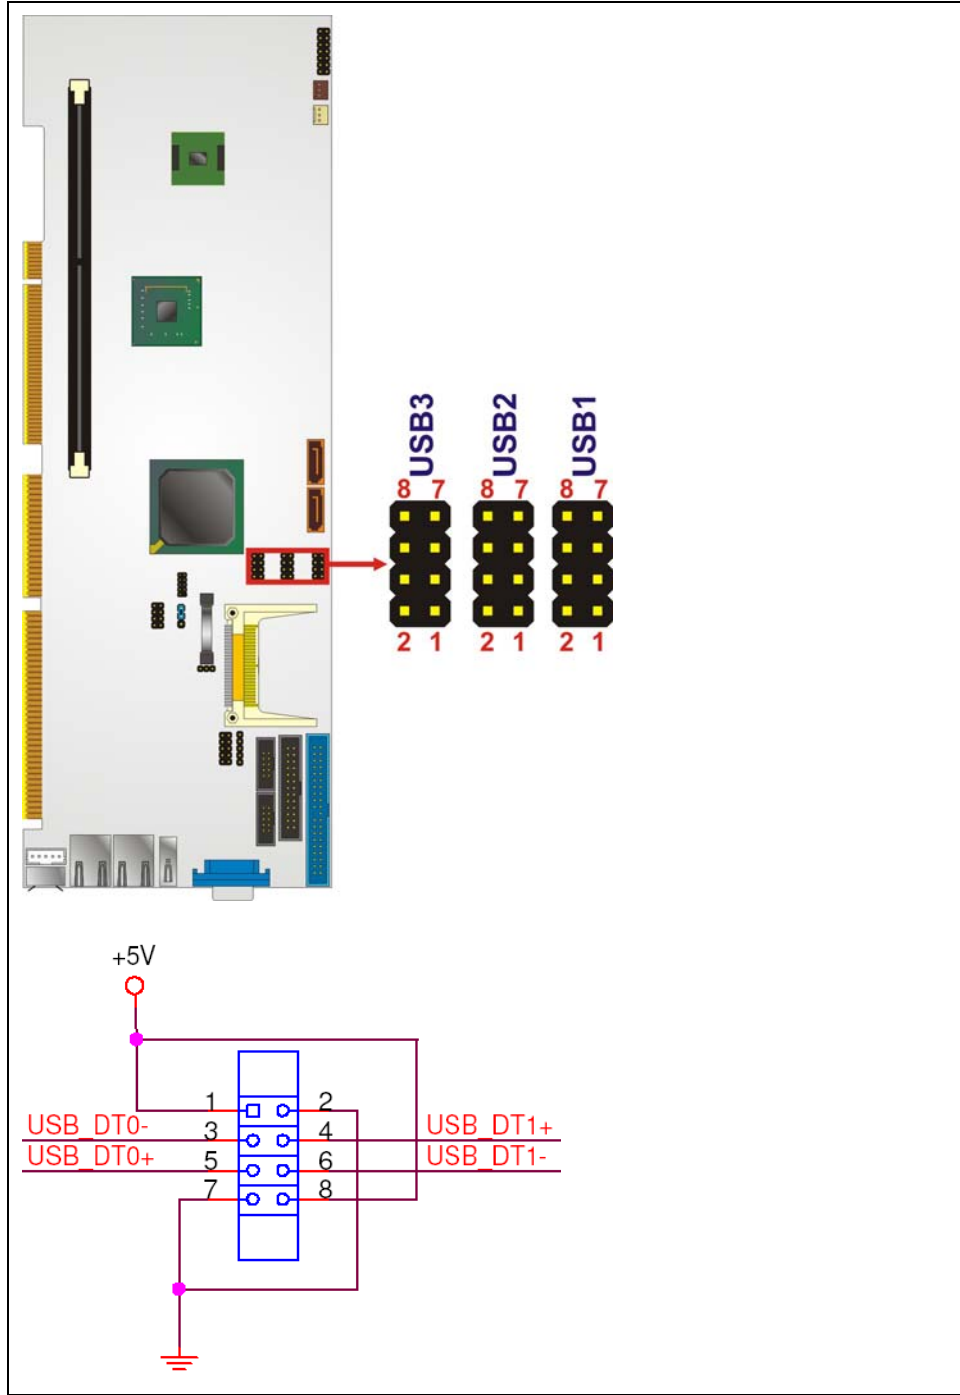 USB3 USB2 USB1
8 7 8 7 8 7
2 1 2 1 2 1
+5V
1 2
USB_DT0- 3 4 USB_DT1+
USB_DT0+ 5 6 USB_DT1-
7 8